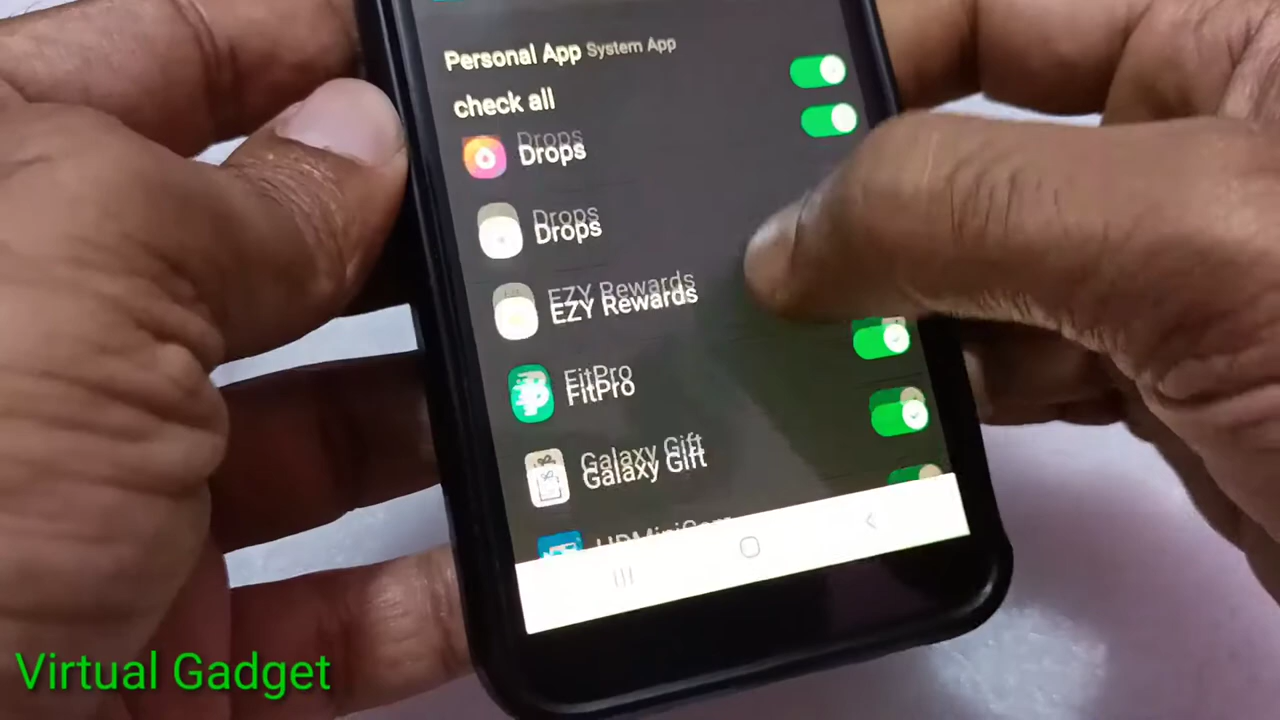 Personal App System App
check all
Drops
Drops
EZY Rewards
FitPro
Galaxy Gift
Virtual Gadget